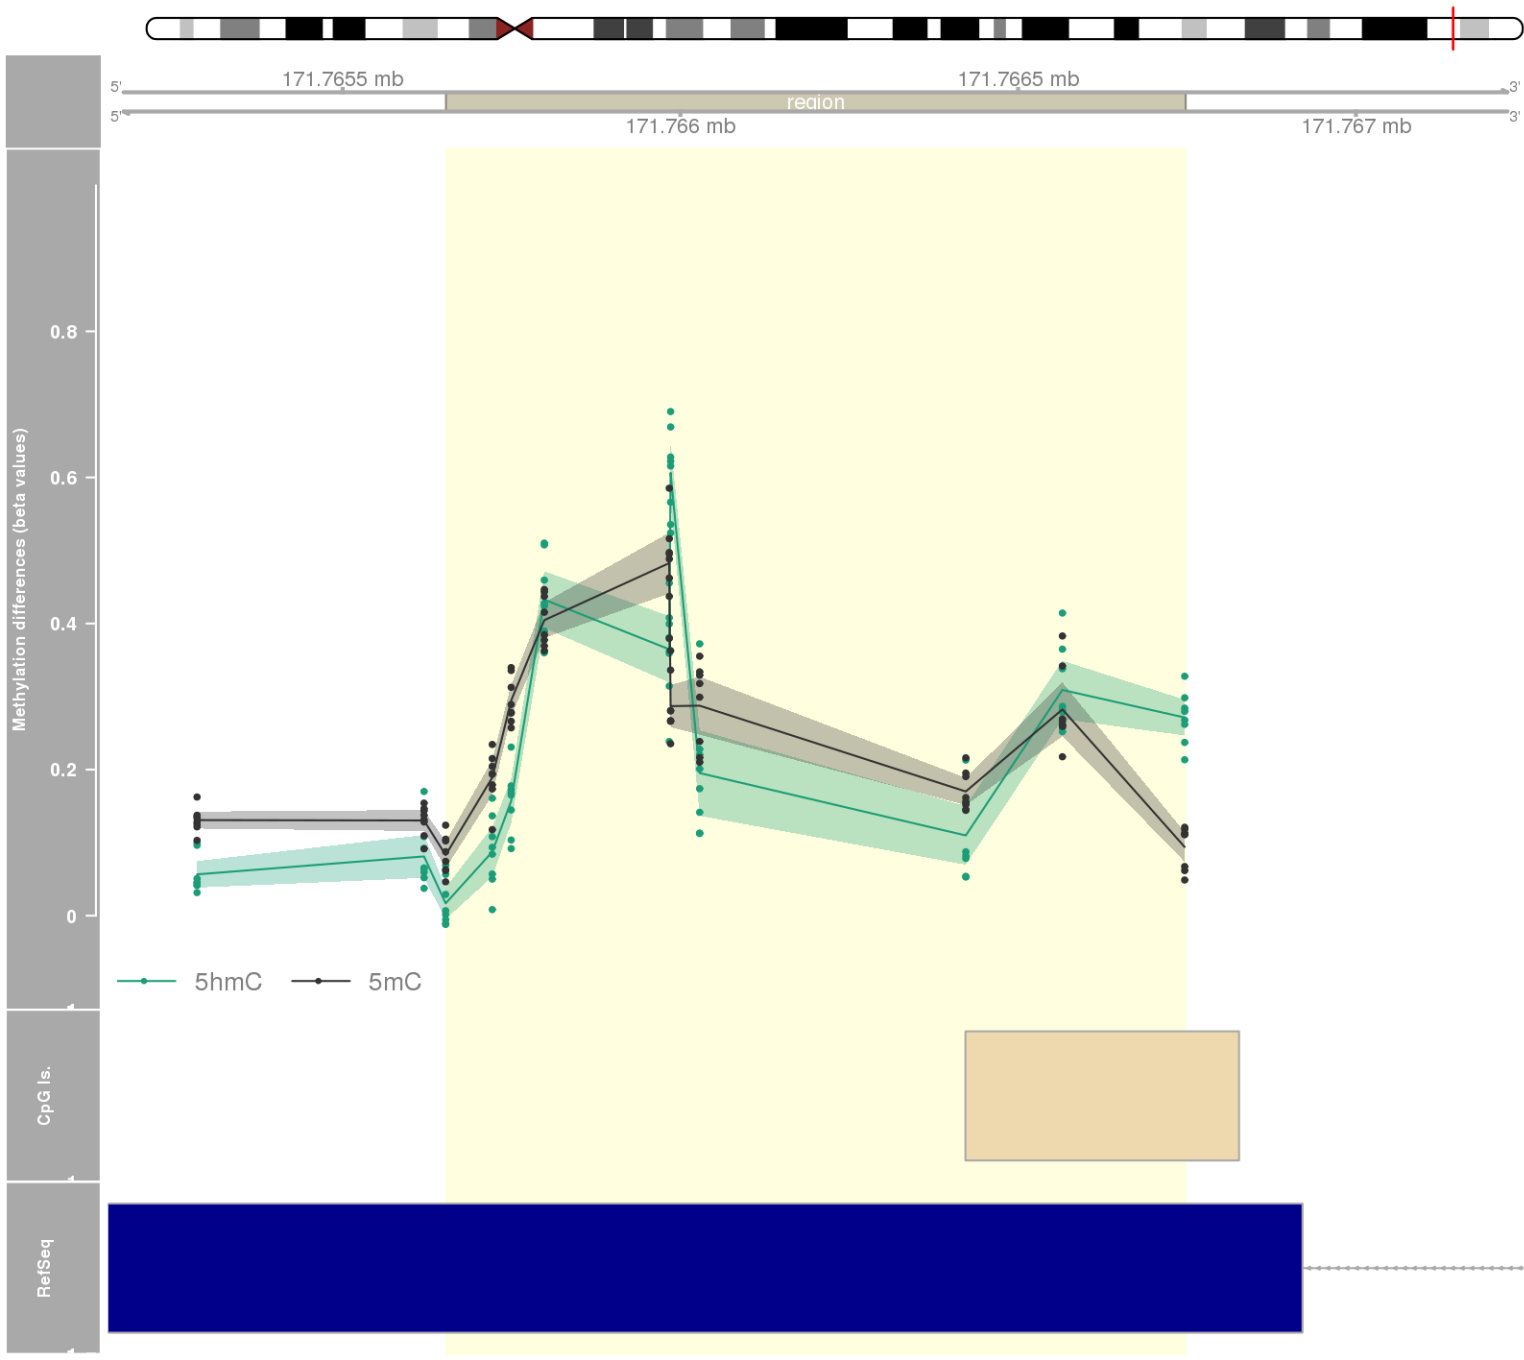 171.7655 mb
171.7665 mb
5'
3'
region
5'
3'
171.766 mb
171.767 mb
Methylation differences (beta values)
0.8
0.6
0.4
0.2
0
5hmC
5mC
CpG Is.
RefSeq